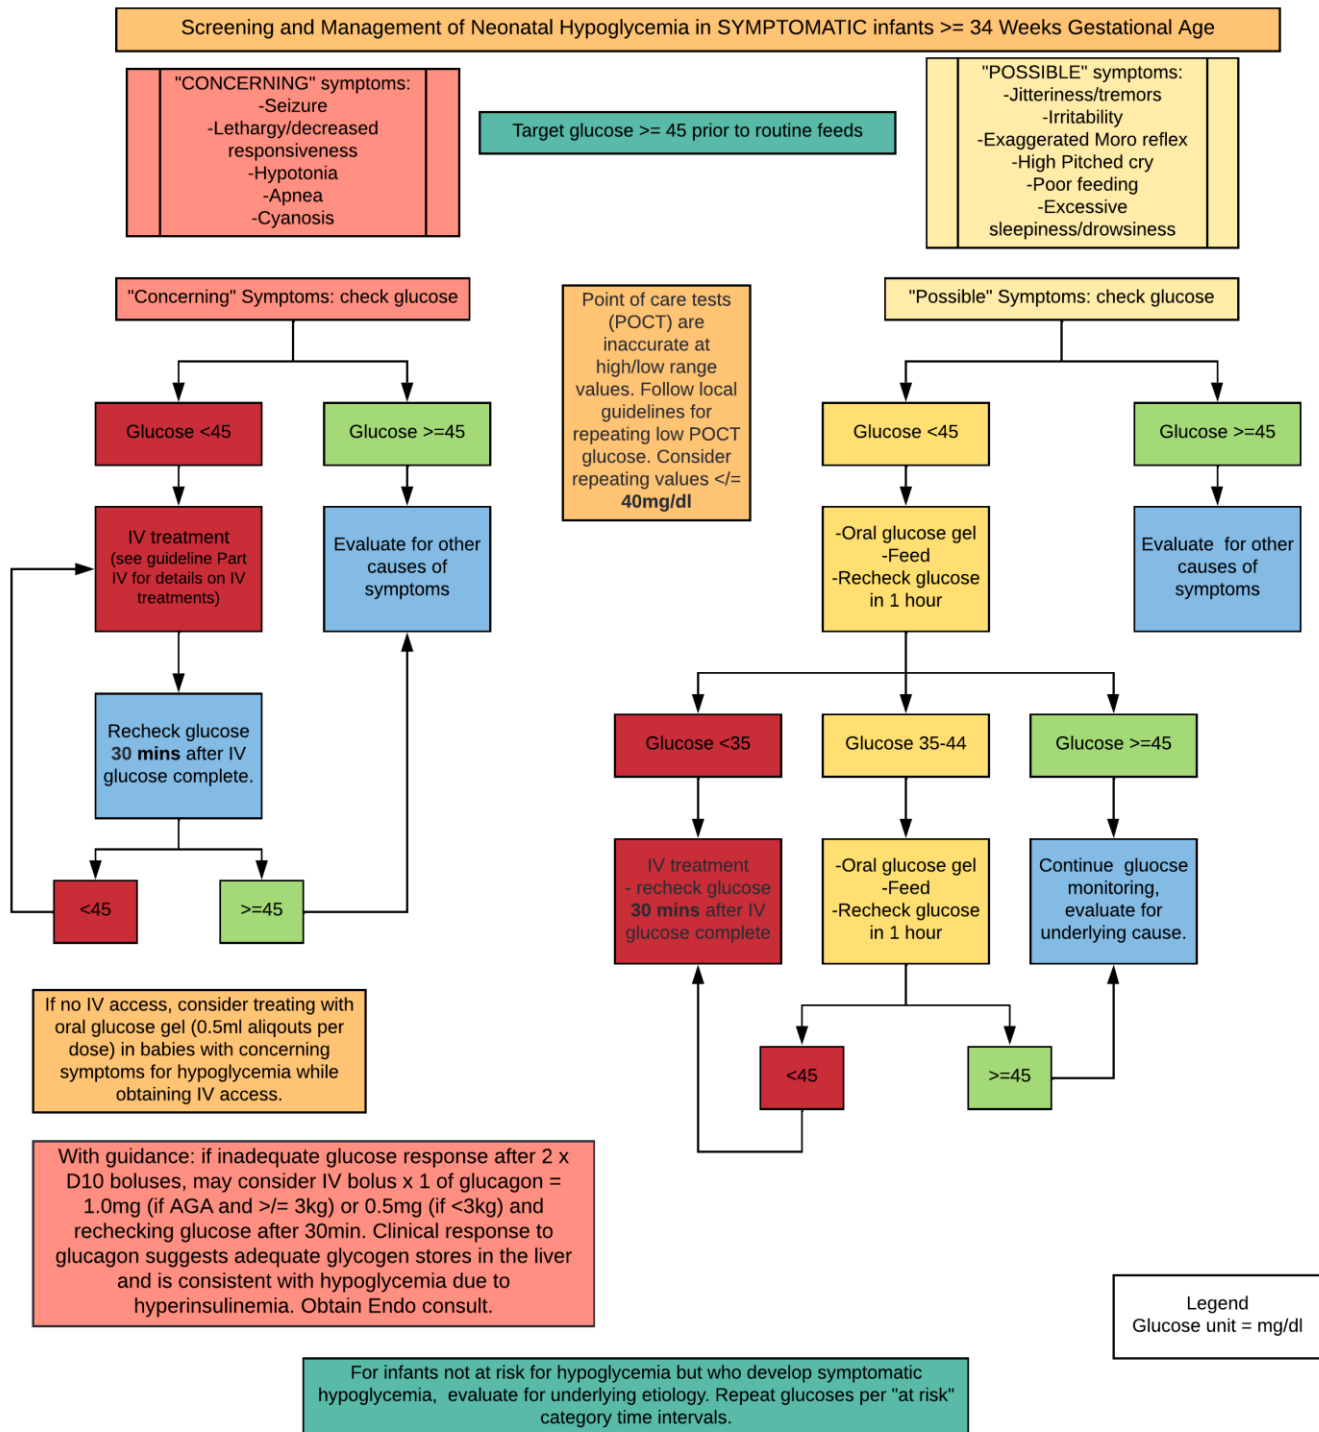 Screening and Management of Neonatal Hypoglycemia in SYMPTOMATIC infants >= 34 Weeks Gestational Age
"CONCERNING" symptoms:
-Seizure
-Lethargy/decreased
responsiveness
-Hypotonia
-Apnea
-Cyanosis
Target glucose >= 45 prior to routine feeds
"POSSIBLE" symptoms:
-Jitteriness/tremors
-Irritability
-Exaggerated Moro reflex
-High Pitched cry
-Poor feeding
-Excessive
sleepiness/drowsiness
"Concerning" Symptoms: check glucose
Glucose <45
Glucose >=45
IV treatment
(see guideline Part
IV for details on IV
treatments)
Evaluate for other
causes of
symptoms
Recheck glucose
30 mins after IV
glucose complete.
<45
>=45
Point of care tests
(POCT) are
inaccurate at
high/low range
values. Follow local
guidelines for
repeating low POCT
glucose. Consider
repeating values </=
40mg/dl
"Possible" Symptoms: check glucose
Glucose <45
Glucose >=45
-Oral glucose gel
-Feed
-Recheck glucose
in 1 hour
Evaluate for other
causes of
symptoms
Glucose <35
Glucose 35-44
Glucose >=45
IV treatment
- recheck glucose
30 mins after IV
glucose complete
-Oral glucose gel
-Feed
-Recheck glucose
in 1 hour
Continue gluocse
monitoring,
evaluate for
underlying cause.
<45
>=45
If no IV access, consider treating with
oral glucose gel (0.5ml aliqouts per
dose) in babies with concerning
symptoms for hypoglycemia while
obtaining IV access.
With guidance: if inadequate glucose response after 2 x
D10 boluses, may consider IV bolus x 1 of glucagon =
1.0mg (if AGA and >/= 3kg) or 0.5mg (if <3kg) and
rechecking glucose after 30min. Clinical response to
glucagon suggests adequate glycogen stores in the liver
and is consistent with hypoglycemia due to
hyperinsulinemia. Obtain Endo consult.
Legend
Glucose unit = mg/dl
For infants not at risk for hypoglycemia but who develop symptomatic
hypoglycemia, evaluate for underlying etiology. Repeat glucoses per "at risk"
category time intervals.